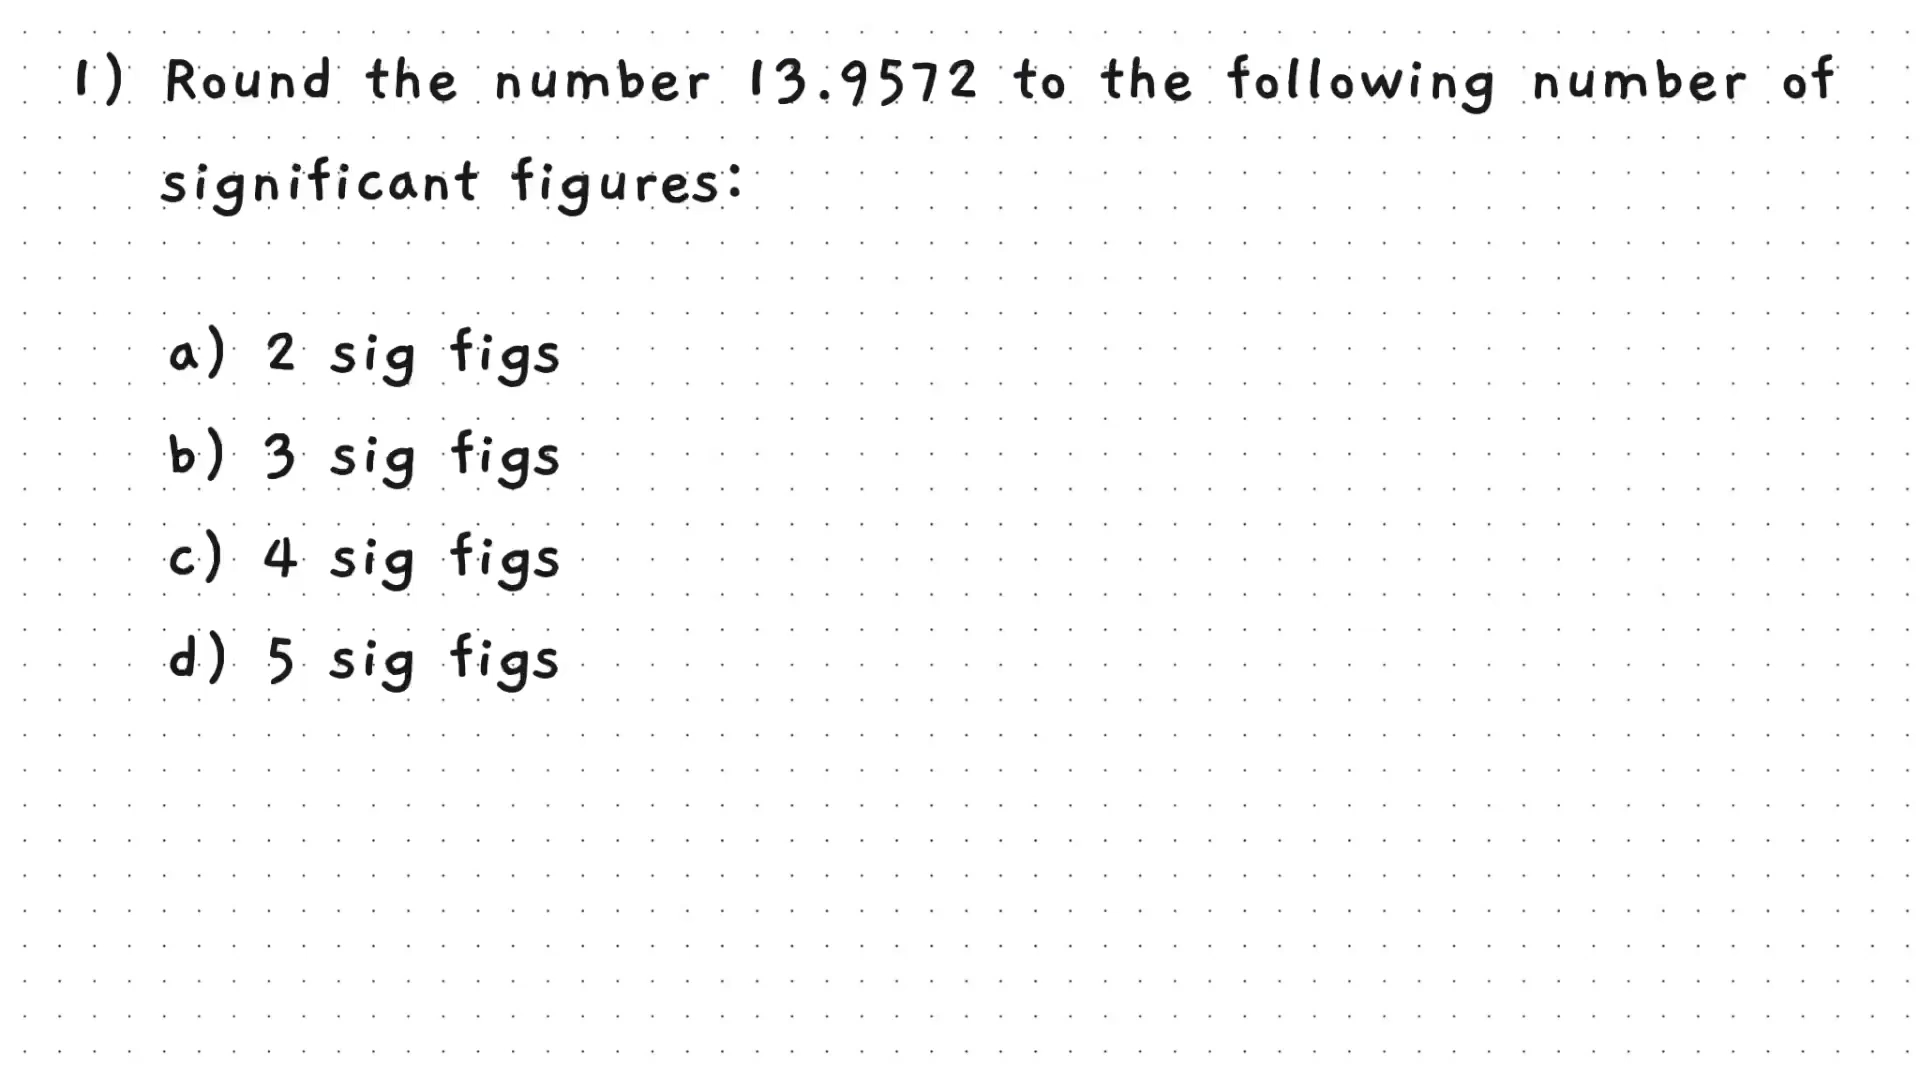 1) Round the number 13.9572 to the following number of
significant figures:
a) 2 sig figs
b) 3 sig figs
c) 4 sig figs
d) 5 sig figs